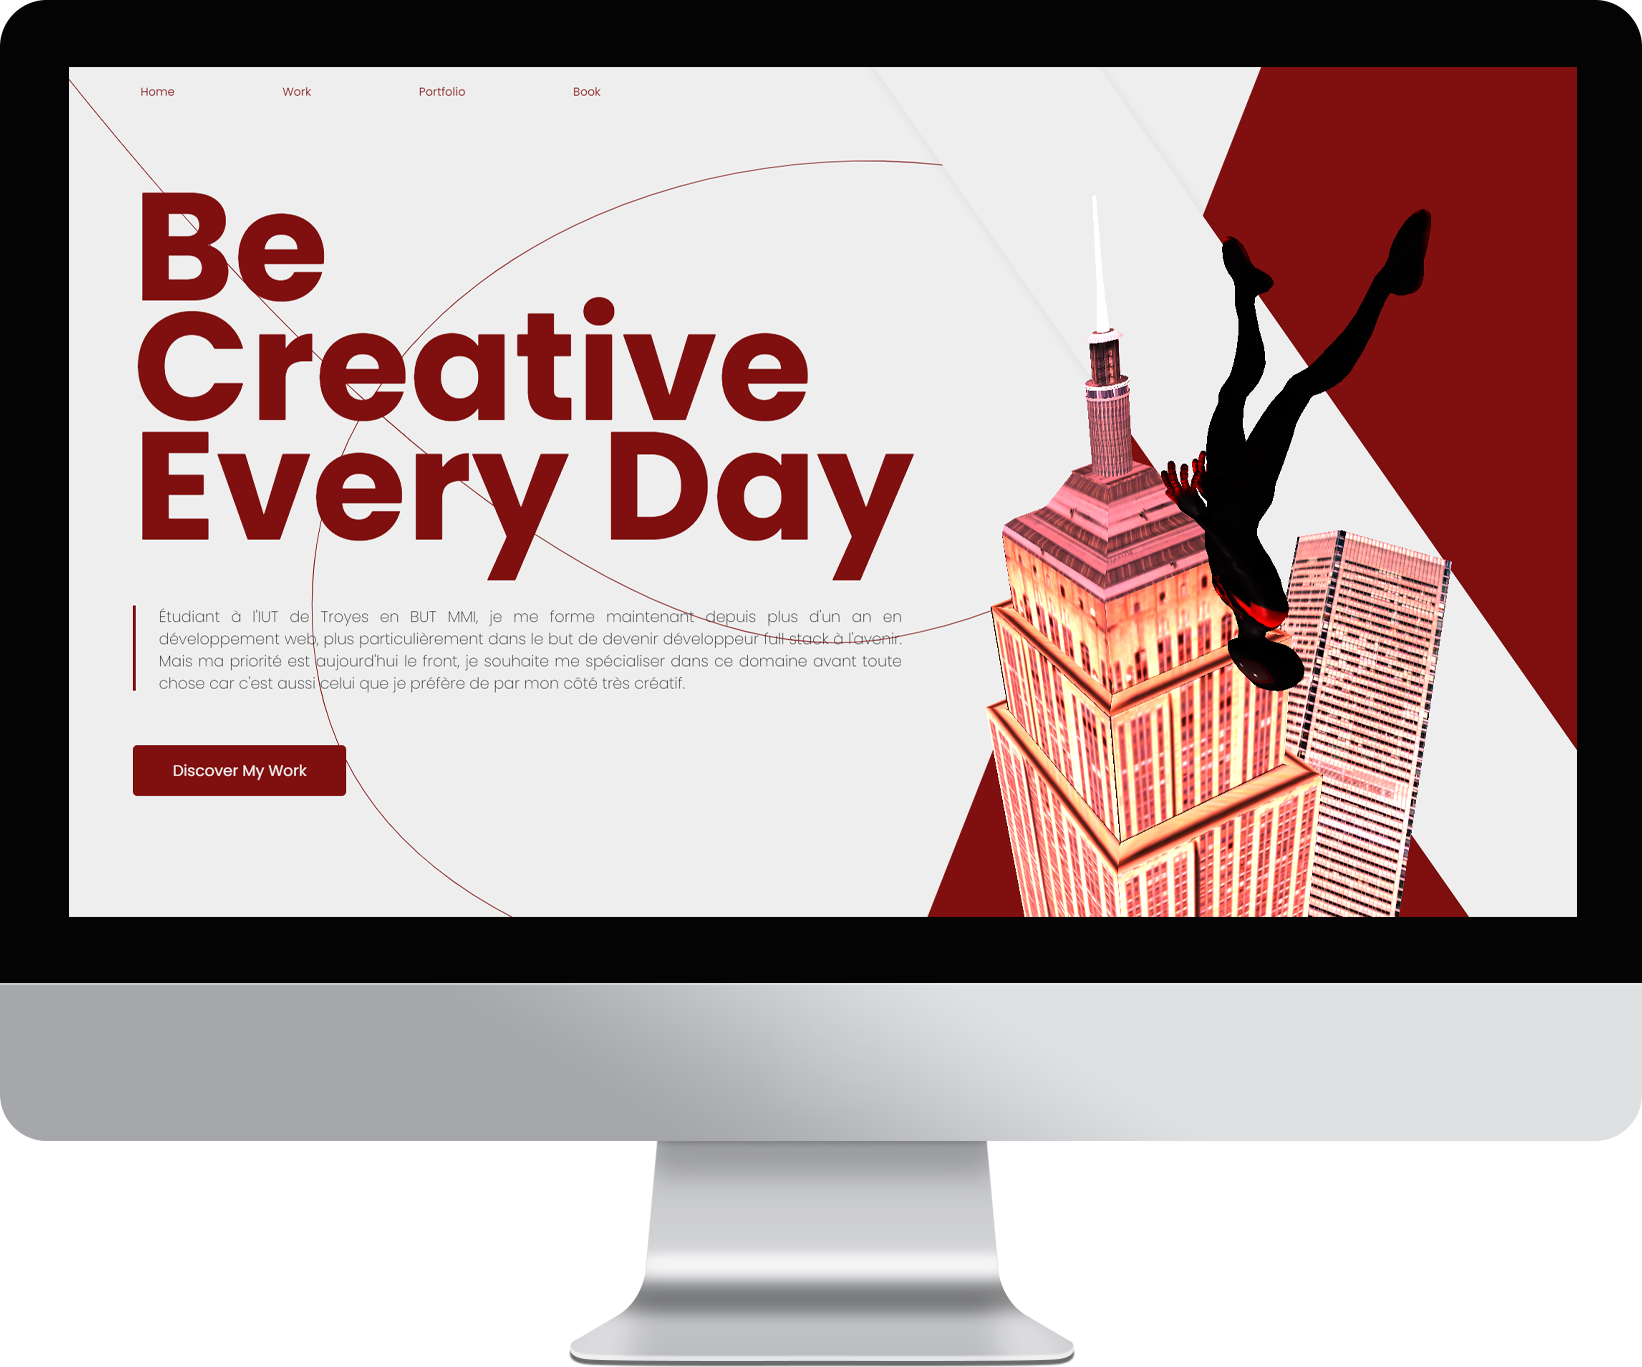 Home Work Portfolio Book
Be
Creative
Every Day
Étudiant à l'IUT de Troyes en BUT MMI, je me forme maintenant depuis plus d'un an en
développement web, plus particulièrement dans le but de devenir développeur full stack à l'avenir.
Mais ma priorité est aujourd'hui le front, je souhaite me spécialiser dans ce domaine avant toute
chose car c'est aussi celui que je préfère de par mon côté très créatif.
Discover My Work